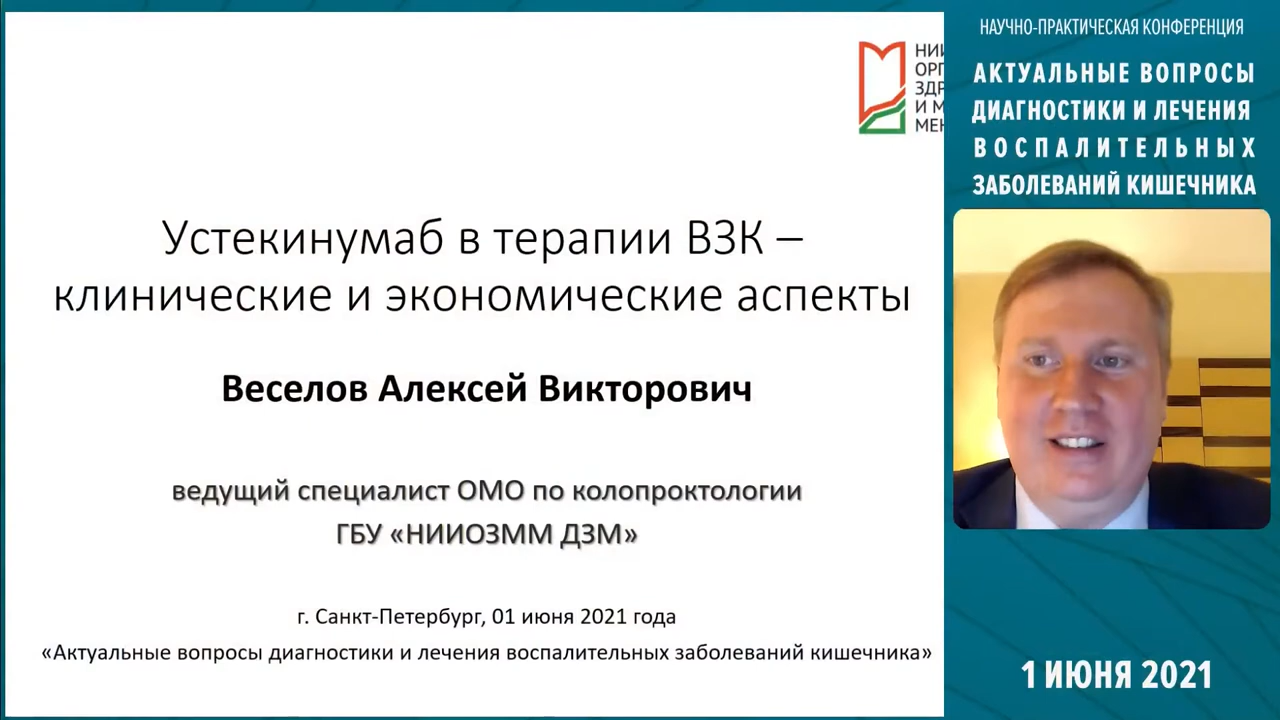 Устекинумаб в терапии ВЗК –
клинические и экономические аспекты
Веселов Алексей Викторович
ведущий специалист ОМО по колопроктологии
ГБУ «НИИОЗММ ДЗМ»
г. Санкт-Петербург, 01 июня 2021 года
«Актуальные вопросы диагностики и лечения воспалительных заболеваний кишечника»
НАУЧНО-ПРАКТИЧЕСКАЯ КОНФЕРЕНЦИЯ
АКТУАЛЬНЫЕ ВОПРОСЫ
ДИАГНОСТИКИ И ЛЕЧЕНИЯ
ВОСПАЛИТЕЛЬНЫХ
ЗАБОЛЕВАНИЙ КИШЕЧНИКА
1 ИЮНЯ 2021